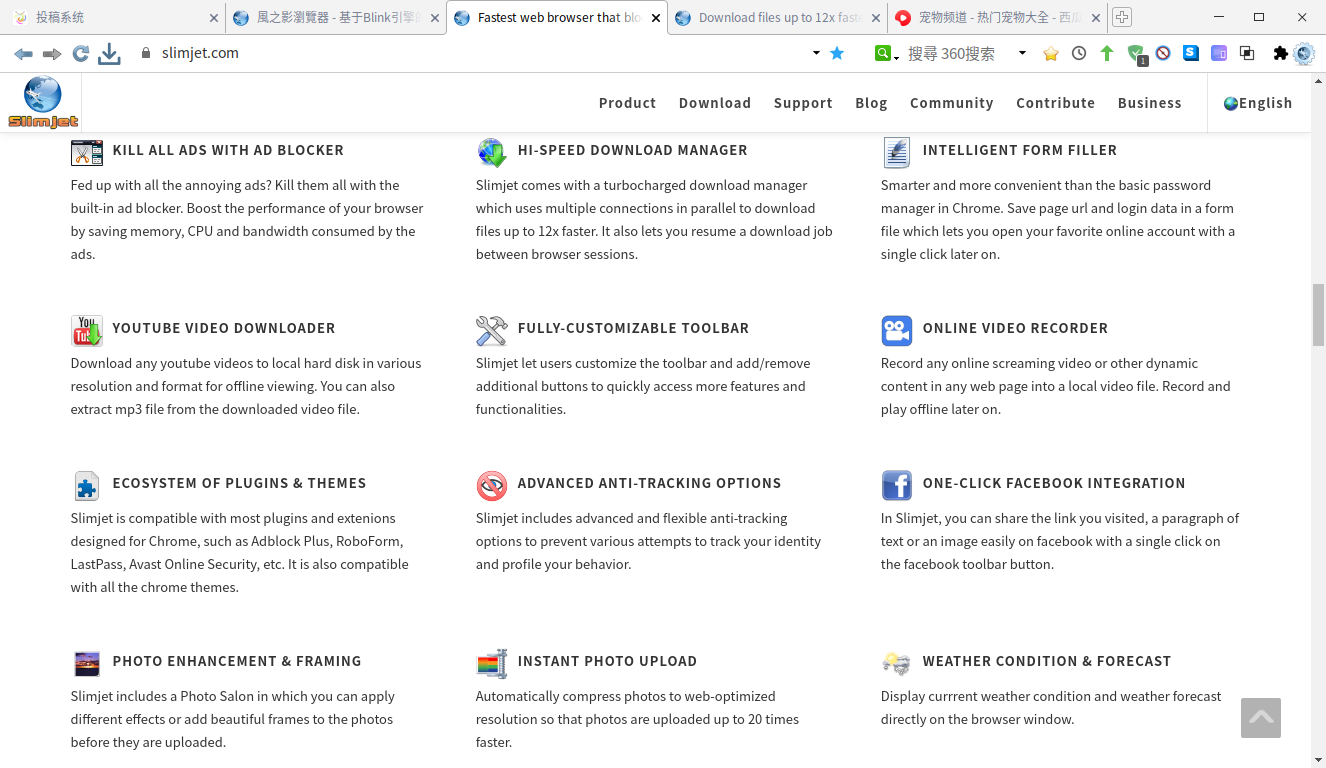 投稿系统
風之影瀏覽器 - 基于Blink引擎
Fastest web browser that blo
Download files up to 12x faste
宠物频道 - 热门宠物大全 - 西瓜
slimjet.com
搜尋 360搜索
1
Slimjet
Product Download Support Blog Community Contribute Business English
KILL ALL ADS WITH AD BLOCKER
Fed up with all the annoying ads? Kill them all with the
built-in ad blocker. Boost the performance of your browser
by saving memory, CPU and bandwidth consumed by the
ads.
HI-SPEED DOWNLOAD MANAGER
Slimjet comes with a turbocharged download manager
which uses multiple connections in parallel to download
files up to 12x faster. It also lets you resume a download job
between browser sessions.
INTELLIGENT FORM FILLER
Smarter and more convenient than the basic password
manager in Chrome. Save page url and login data in a form
file which lets you open your favorite online account with a
single click later on.
You
Tub
YOUTUBE VIDEO DOWNLOADER
Download any youtube videos to local hard disk in various
resolution and format for offline viewing. You can also
extract mp3 file from the downloaded video file.
FULLY-CUSTOMIZABLE TOOLBAR
Slimjet let users customize the toolbar and add/remove
additional buttons to quickly access more features and
functionalities.
ONLINE VIDEO RECORDER
Record any online screaming video or other dynamic
content in any web page into a local video file. Record and
play offline later on.
ECOSYSTEM OF PLUGINS & THEMES
Slimjet is compatible with most plugins and extenions
designed for Chrome, such as Adblock Plus, RoboForm,
LastPass, Avast Online Security, etc. It is also compatible
with all the chrome themes.
ADVANCED ANTI-TRACKING OPTIONS
Slimjet includes advanced and flexible anti-tracking
options to prevent various attempts to track your identity
and profile your behavior.
ONE-CLICK FACEBOOK INTEGRATION
In Slimjet, you can share the link you visited, a paragraph of
text or an image easily on facebook with a single click on
the facebook toolbar button.
PHOTO ENHANCEMENT & FRAMING
Slimjet includes a Photo Salon in which you can apply
different effects or add beautiful frames to the photos
before they are uploaded.
INSTANT PHOTO UPLOAD
Automatically compress photos to web-optimized
resolution so that photos are uploaded up to 20 times
faster.
WEATHER CONDITION & FORECAST
Display currrent weather condition and weather forecast
directly on the browser window.